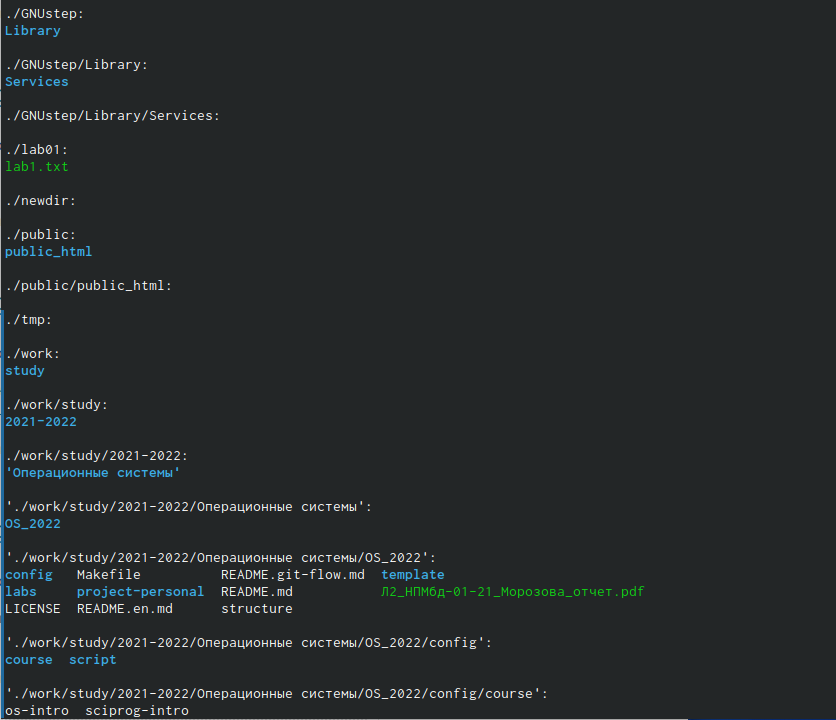 ./GNUstep:
Library
./GNUstep/Library:
Services
./GNUstep/Library/Services:
./lab01:
lab1.txt
./newdir:
./public:
public_html
./public/public_html:
./tmp:
./work:
study
./work/study:
2021-2022
./work/study/2021-2022:
'Операционные системы'
'./work/study/2021-2022/Операционные системы':
OS_2022
'./work/study/2021-2022/Операционные системы/OS_2022':
config   Makefile          README.git-flow.md  template
labs     project-personal  README.md           Л2_НПМбд-01-21_Морозова_отчет.pdf
LICENSE  README.en.md      structure
'./work/study/2021-2022/Операционные системы/OS_2022/config':
course  script
'./work/study/2021-2022/Операционные системы/OS_2022/config/course':
os-intro  sciprog-intro